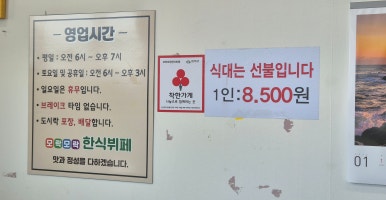 영업시간
• 평일 : 오전 6시 ~ 오후 7시
• 토요일 및 공휴일 : 오전 6시 ~ 오후 3시
• 일요일은 휴무입니다.
• 브레이크 타임 없습니다.
• 도시락 포장, 배달합니다.
모락모락 한식뷔페
맛과 정성을 다하겠습니다.
착한가게
식대는 선불입니다
1인:8.500원
01